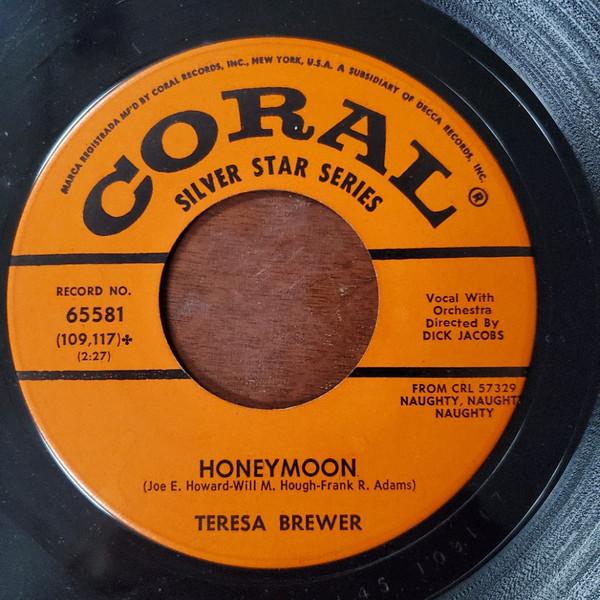 MARCA REGISTRADA MF'D BY CORAL RECORDS, INC., NEW YORK, U.S.A. A SUBSIDIARY OF DECCA RECORDS, INC.
CORAL ®
SILVER STAR SERIES
RECORD NO.
65581
(109,117)✤
(2:27)
Vocal With
Orchestra
Directed By
DICK JACOBS
FROM CRL 57329
NAUGHTY, NAUGHT
NAUGHTY
HONEYMOON
(Joe E. Howard-Will M. Hough-Frank R. Adams)
TERESA BREWER